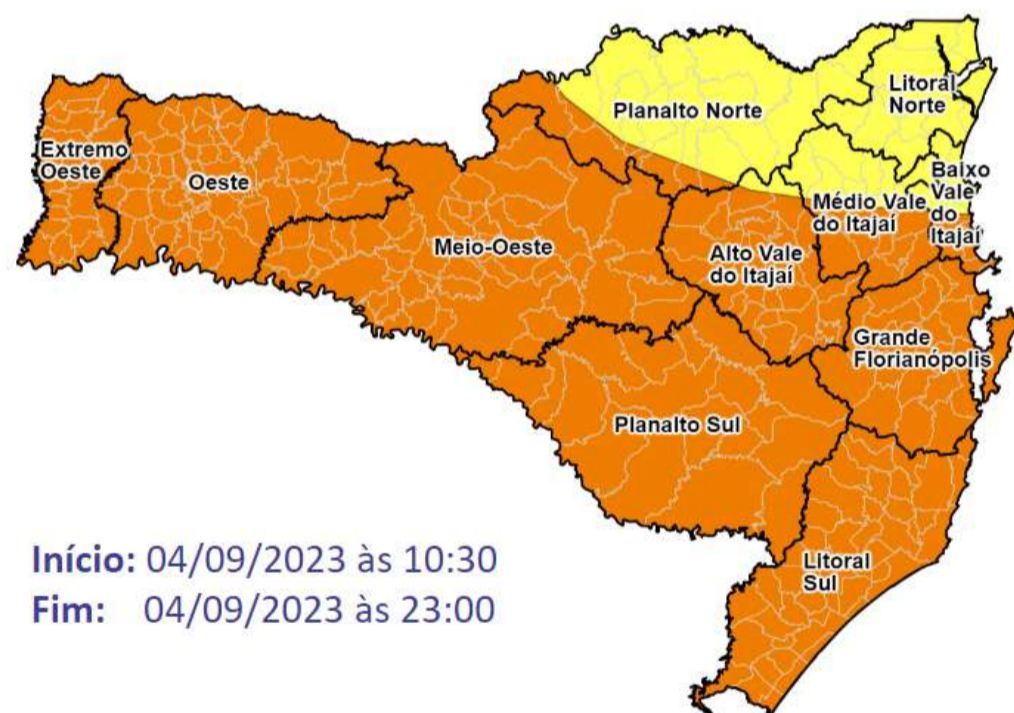 Planalto Norte
Litoral
Norte
Extremo
Oeste
Oeste
Baixo
Vale
do
Itajaí
Médio Vale
do Itajaí
Meio-Oeste
Alto Vale
do Itajaí
Grande
Florianópolis
Planalto Sul
Litoral
Sul
Início: 04/09/2023 às 10:30
Fim: 04/09/2023 às 23:00